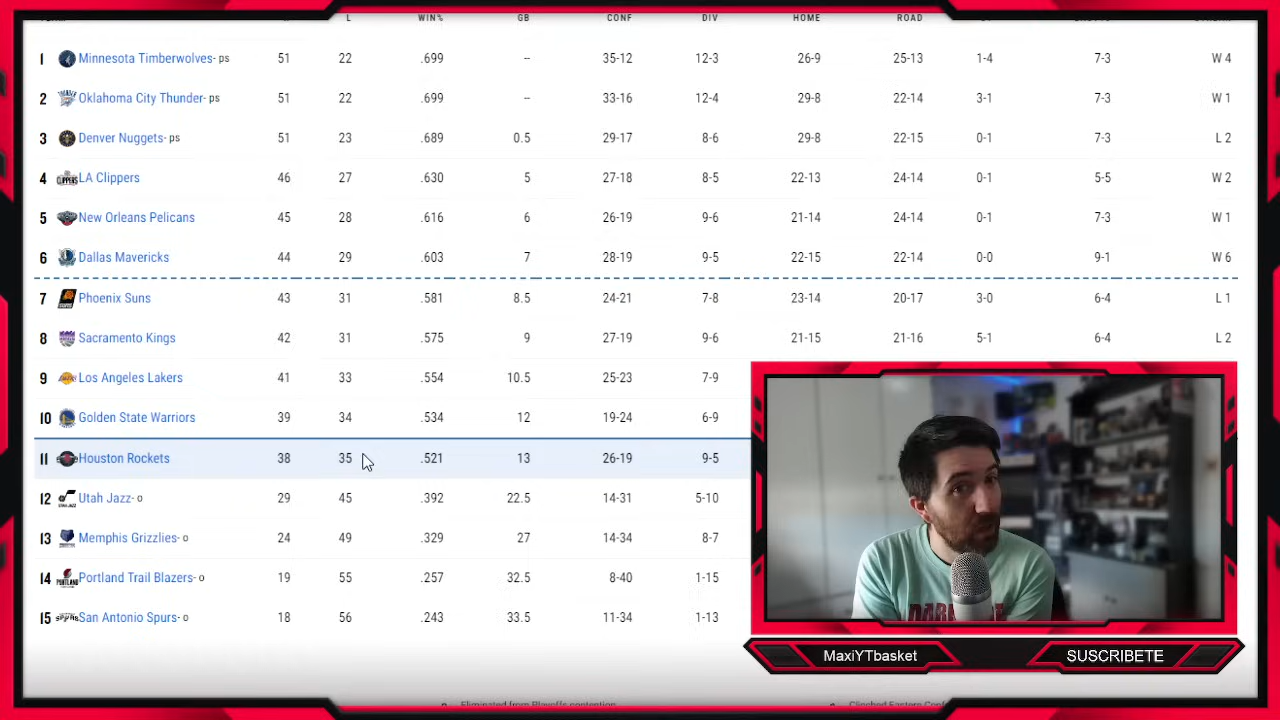 L WIN% GB CONF DIV HOME ROAD
1 Minnesota Timberwolves- ps 51 22 .699 -- 35-12 12-3 26-9 25-13 1-4 7-3 W 4
2 Oklahoma City Thunder- ps 51 22 .699 -- 33-16 12-4 29-8 22-14 3-1 7-3 W 1
3 Denver Nuggets- ps 51 23 .689 0.5 29-17 8-6 29-8 22-15 0-1 7-3 L 2
4 LA Clippers 46 27 .630 5 27-18 8-5 22-13 24-14 0-1 5-5 W 2
5 New Orleans Pelicans 45 28 .616 6 26-19 9-6 21-14 24-14 0-1 7-3 W 1
6 Dallas Mavericks 44 29 .603 7 28-19 9-5 22-15 22-14 0-0 9-1 W 6
7 Phoenix Suns 43 31 .581 8.5 24-21 7-8 23-14 20-17 3-0 6-4 L 1
8 Sacramento Kings 42 31 .575 9 27-19 9-6 21-15 21-16 5-1 6-4 L 2
9 Los Angeles Lakers 41 33 .554 10.5 25-23 7-9
10 Golden State Warriors 39 34 .534 12 19-24 6-9
11 Houston Rockets 38 35 .521 13 26-19 9-5
12 Utah Jazz- o 29 45 .392 22.5 14-31 5-10
13 Memphis Grizzlies- o 24 49 .329 27 14-34 8-7
14 Portland Trail Blazers- o 19 55 .257 32.5 8-40 1-15
15 San Antonio Spurs- o 18 56 .243 33.5 11-34 1-13
MaxiYTbasket SUSCRIBETE
Eliminated from Playoffs contention